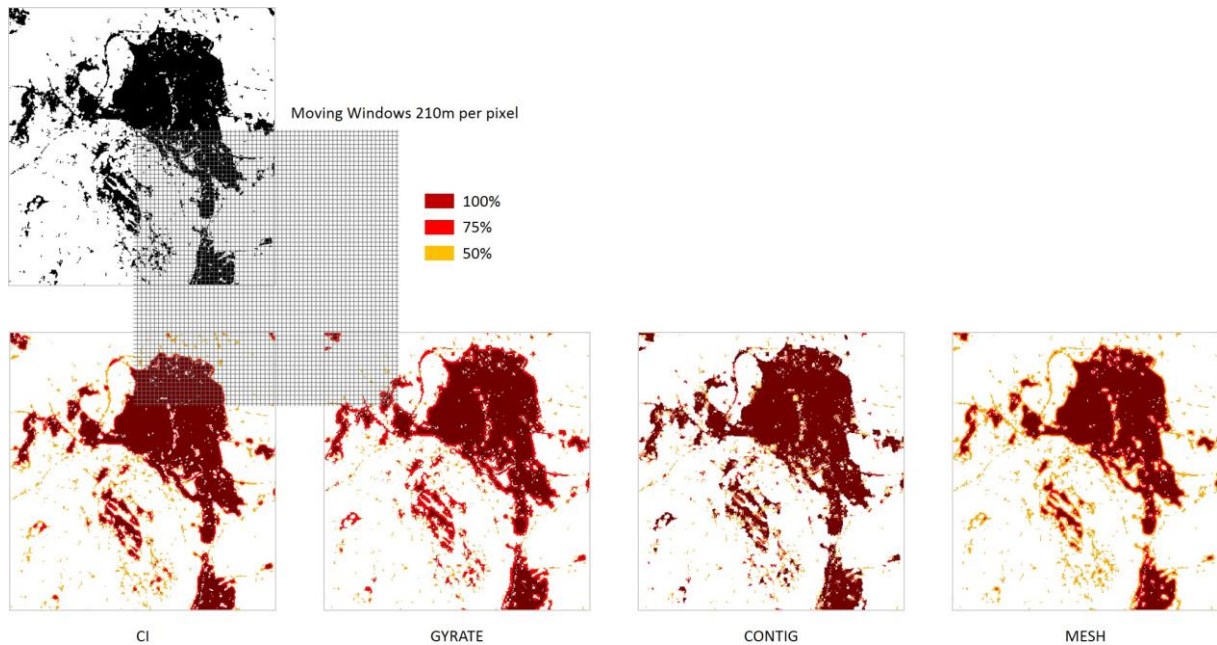 Moving Windows 210m per pixel
100%
75%
50%
CI
GYRATE
CONTIG
MESH